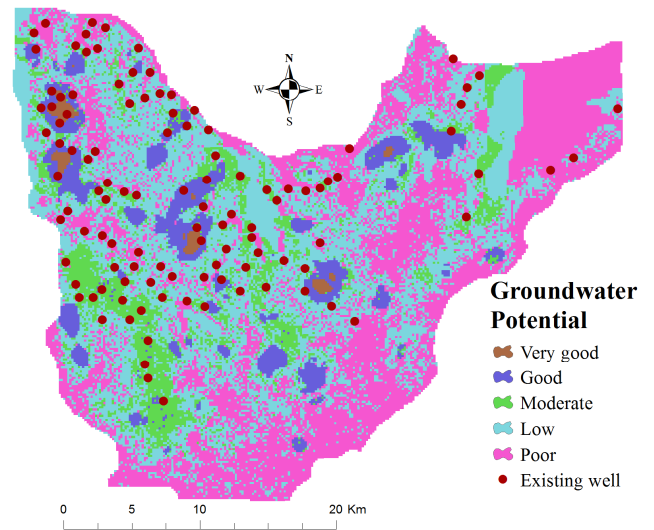 N
W E
S
Groundwater
Potential
Very good
Good
Moderate
Low
Poor
Existing well
0 5 10 20 Km